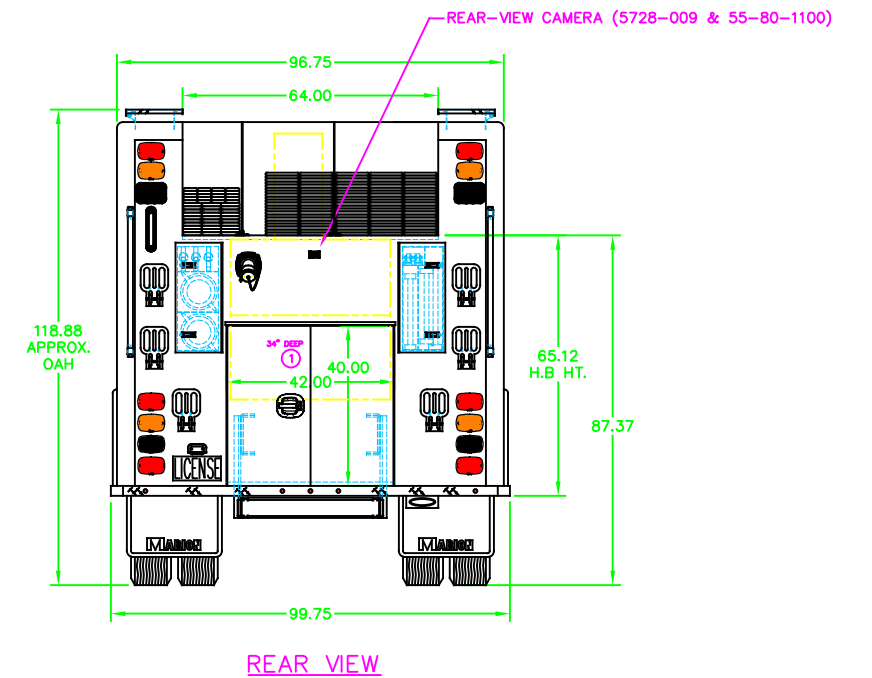 REAR-VIEW CAMERA (5728-009 & 55-80-1100)
96.75
64.00
118.88
APPROX.
OAH
34" DEEP
1
40.00
42.00
65.12
H.B HT.
87.37
LICENSE
MARION
MARION
99.75
REAR VIEW